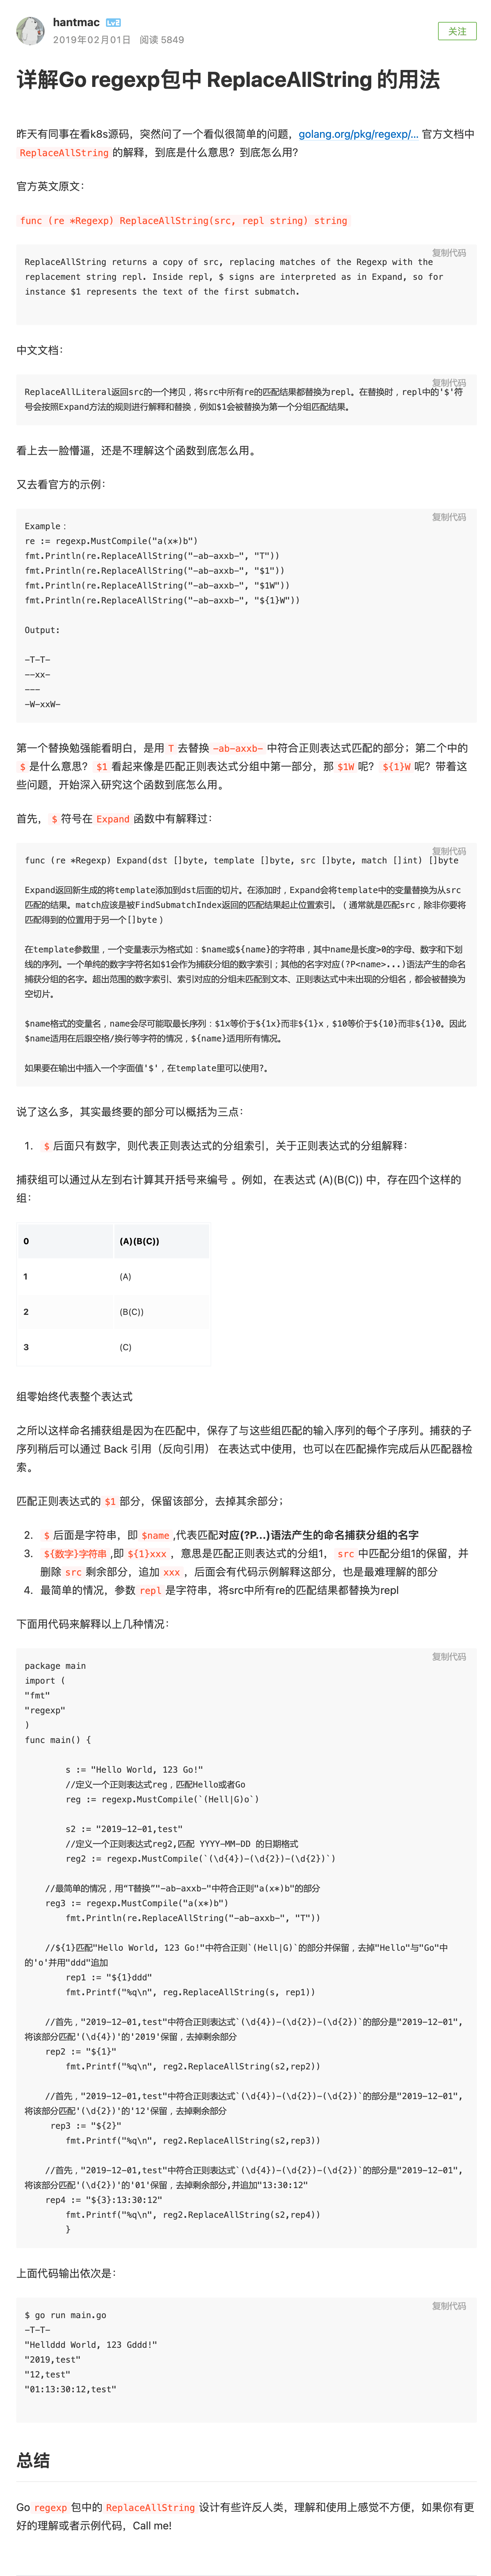 hantmac
2019年02月01日 阅读 5849
关注
详解Go regexp包中 ReplaceAllString 的用法
昨天有同事在看k8s源码，突然问了一个看似很简单的问题，golang.org/pkg/regexp/... 官方文档中
ReplaceAllString 的解释，到底是什么意思？到底怎么用？
官方英文原文：
func (re *Regexp) ReplaceAllString(src, repl string) string
复制代码
ReplaceAllString returns a copy of src, replacing matches of the Regexp with the
replacement string repl. Inside repl, $ signs are interpreted as in Expand, so for
instance $1 represents the text of the first submatch.
中文文档：
复制代码
ReplaceAllLiteral返回src的一个拷贝，将src中所有re的匹配结果都替换为repl。在替换时，repl中的'$'符
号会按照Expand方法的规则进行解释和替换，例如$1会被替换为第一个分组匹配结果。
看上去一脸懵逼，还是不理解这个函数到底怎么用。
又去看官方的示例：
复制代码
Example：
re := regexp.MustCompile("a(x*)b")
fmt.Println(re.ReplaceAllString("-ab-axxb-", "T"))
fmt.Println(re.ReplaceAllString("-ab-axxb-", "$1"))
fmt.Println(re.ReplaceAllString("-ab-axxb-", "$1W"))
fmt.Println(re.ReplaceAllString("-ab-axxb-", "${1}W"))
Output:
-T-T-
--xx-
---
-W-xxW-
第一个替换勉强能看明白，是用 T 去替换 -ab-axxb- 中符合正则表达式匹配的部分；第二个中的
$ 是什么意思？ $1 看起来像是匹配正则表达式分组中第一部分，那 $1W 呢？ ${1}W 呢？带着这
些问题，开始深入研究这个函数到底怎么用。
首先， $ 符号在 Expand 函数中有解释过：
复制代码
func (re *Regexp) Expand(dst []byte, template []byte, src []byte, match []int) []byte
Expand返回新生成的将template添加到dst后面的切片。在添加时，Expand会将template中的变量替换为从src
匹配的结果。match应该是被FindSubmatchIndex返回的匹配结果起止位置索引。（通常就是匹配src，除非你要将
匹配得到的位置用于另一个[]byte）
在template参数里，一个变量表示为格式如：$name或${name}的字符串，其中name是长度>0的字母、数字和下划
线的序列。一个单纯的数字字符名如$1会作为捕获分组的数字索引；其他的名字对应(?P<name>...)语法产生的命名
捕获分组的名字。超出范围的数字索引、索引对应的分组未匹配到文本、正则表达式中未出现的分组名，都会被替换为
空切片。
$name格式的变量名，name会尽可能取最长序列：$1x等价于${1x}而非${1}x，$10等价于${10}而非${1}0。因此
$name适用在后跟空格/换行等字符的情况，${name}适用所有情况。
如果要在输出中插入一个字面值'$'，在template里可以使用?。
说了这么多，其实最终要的部分可以概括为三点：
1. $ 后面只有数字，则代表正则表达式的分组索引，关于正则表达式的分组解释：
捕获组可以通过从左到右计算其开括号来编号 。例如，在表达式 (A)(B(C)) 中，存在四个这样的
组：
0 (A)(B(C))
1 (A)
2 (B(C))
3 (C)
组零始终代表整个表达式
之所以这样命名捕获组是因为在匹配中，保存了与这些组匹配的输入序列的每个子序列。捕获的子
序列稍后可以通过 Back 引用（反向引用） 在表达式中使用，也可以在匹配操作完成后从匹配器检
索。
匹配正则表达式的 $1 部分，保留该部分，去掉其余部分；
2. $ 后面是字符串，即 $name ,代表匹配对应(?P...)语法产生的命名捕获分组的名字
3. ${数字}字符串 ,即 ${1}xxx ，意思是匹配正则表达式的分组1， src 中匹配分组1的保留，并
删除 src 剩余部分，追加 xxx ，后面会有代码示例解释这部分，也是最难理解的部分
4. 最简单的情况，参数 repl 是字符串，将src中所有re的匹配结果都替换为repl
下面用代码来解释以上几种情况：
复制代码
package main
import (
"fmt"
"regexp"
)
func main() {
s := "Hello World, 123 Go!"
//定义一个正则表达式reg，匹配Hello或者Go
reg := regexp.MustCompile(`(Hell|G)o`)
s2 := "2019-12-01,test"
//定义一个正则表达式reg2,匹配 YYYY-MM-DD 的日期格式
reg2 := regexp.MustCompile(`(\d{4})-(\d{2})-(\d{2})`)
//最简单的情况，用"T替换""-ab-axxb-"中符合正则"a(x*)b"的部分
reg3 := regexp.MustCompile("a(x*)b")
fmt.Println(re.ReplaceAllString("-ab-axxb-", "T"))
//${1}匹配"Hello World, 123 Go!"中符合正则`(Hell|G)`的部分并保留，去掉"Hello"与"Go"中
的'o'并用"ddd"追加
rep1 := "${1}ddd"
fmt.Printf("%q\n", reg.ReplaceAllString(s, rep1))
//首先，"2019-12-01,test"中符合正则表达式`(\d{4})-(\d{2})-(\d{2})`的部分是"2019-12-01",
将该部分匹配'(\d{4})'的'2019'保留，去掉剩余部分
rep2 := "${1}"
fmt.Printf("%q\n", reg2.ReplaceAllString(s2,rep2))
//首先，"2019-12-01,test"中符合正则表达式`(\d{4})-(\d{2})-(\d{2})`的部分是"2019-12-01",
将该部分匹配'(\d{2})'的'12'保留，去掉剩余部分
rep3 := "${2}"
fmt.Printf("%q\n", reg2.ReplaceAllString(s2,rep3))
//首先，"2019-12-01,test"中符合正则表达式`(\d{4})-(\d{2})-(\d{2})`的部分是"2019-12-01",
将该部分匹配'(\d{2})'的'01'保留，去掉剩余部分,并追加"13:30:12"
rep4 := "${3}:13:30:12"
fmt.Printf("%q\n", reg2.ReplaceAllString(s2,rep4))
}
上面代码输出依次是：
复制代码
$ go run main.go
-T-T-
"Hellddd World, 123 Gddd!"
"2019,test"
"12,test"
"01:13:30:12,test"
总结
Go regexp 包中的 ReplaceAllString 设计有些许反人类，理解和使用上感觉不方便，如果你有更
好的理解或者示例代码，Call me!